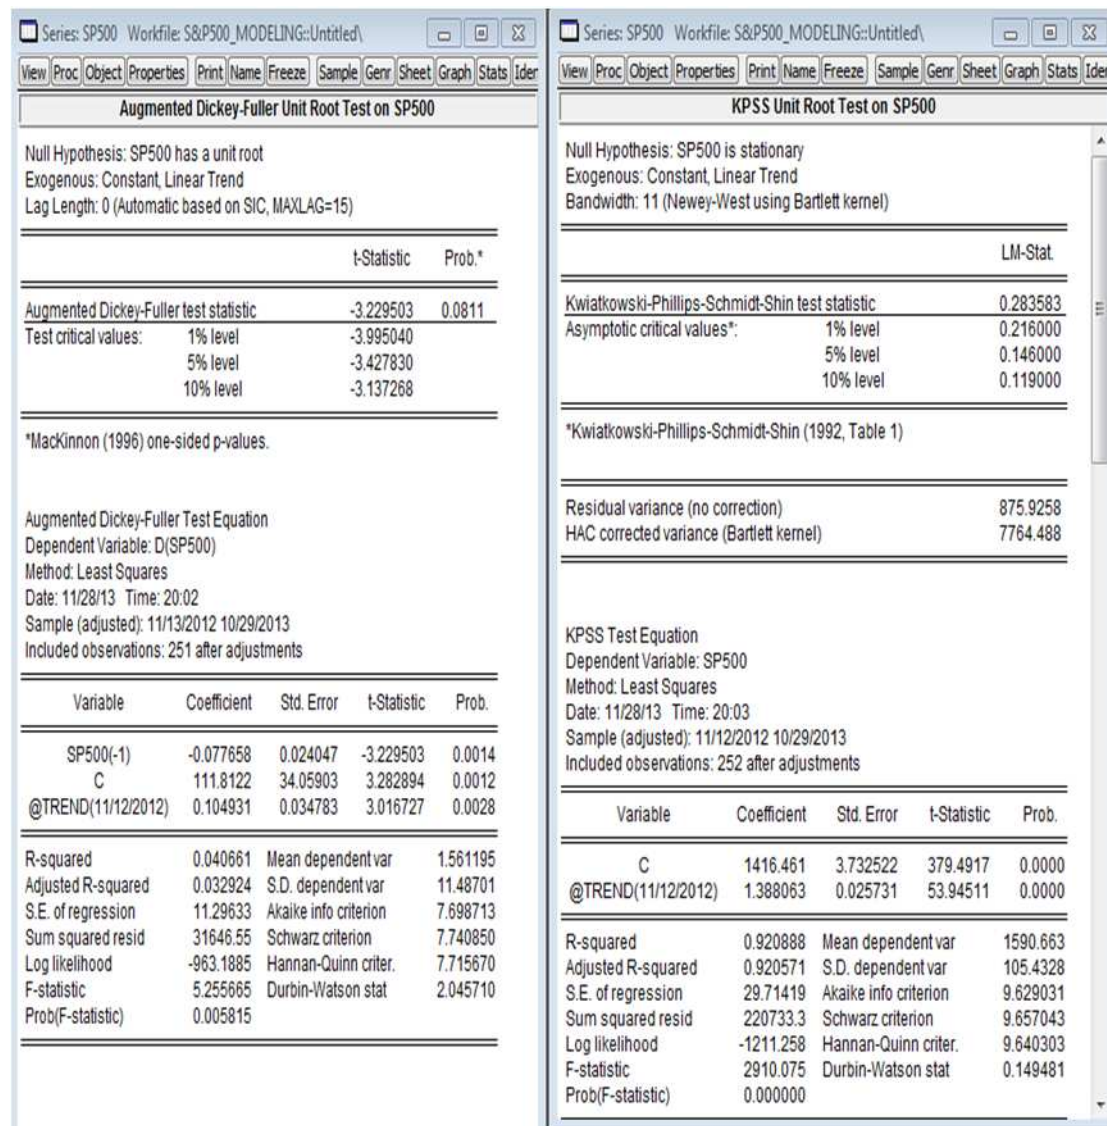 Series: SP500 Workfile: S&P500_MODELING::Untitled\
View Proc Object Properties Print Name Freeze Sample Genr Sheet Graph Stats Iden
Augmented Dickey-Fuller Unit Root Test on SP500
Null Hypothesis: SP500 has a unit root
Exogenous: Constant, Linear Trend
Lag Length: 0 (Automatic based on SIC, MAXLAG=15)
t-Statistic Prob.*
Augmented Dickey-Fuller test statistic -3.229503 0.0811
Test critical values: 1% level -3.995040
5% level -3.427830
10% level -3.137268
*MacKinnon (1996) one-sided p-values.
Augmented Dickey-Fuller Test Equation
Dependent Variable: D(SP500)
Method: Least Squares
Date: 11/28/13 Time: 20:02
Sample (adjusted): 11/13/2012 10/29/2013
Included observations: 251 after adjustments
Variable Coefficient Std. Error t-Statistic Prob.
SP500(-1) -0.077658 0.024047 -3.229503 0.0014
C 111.8122 34.05903 3.282894 0.0012
@TREND(11/12/2012) 0.104931 0.034783 3.016727 0.0028
R-squared 0.040661 Mean dependent var 1.561195
Adjusted R-squared 0.032924 S.D. dependent var 11.48701
S.E. of regression 11.29633 Akaike info criterion 7.698713
Sum squared resid 31646.55 Schwarz criterion 7.740850
Log likelihood -963.1885 Hannan-Quinn criter. 7.715670
F-statistic 5.255665 Durbin-Watson stat 2.045710
Prob(F-statistic) 0.005815
Series: SP500 Workfile: S&P500_MODELING::Untitled\
View Proc Object Properties Print Name Freeze Sample Genr Sheet Graph Stats Iden
KPSS Unit Root Test on SP500
Null Hypothesis: SP500 is stationary
Exogenous: Constant, Linear Trend
Bandwidth: 11 (Newey-West using Bartlett kernel)
LM-Stat.
Kwiatkowski-Phillips-Schmidt-Shin test statistic 0.283583
Asymptotic critical values*: 1% level 0.216000
5% level 0.146000
10% level 0.119000
*Kwiatkowski-Phillips-Schmidt-Shin (1992, Table 1)
Residual variance (no correction) 875.9258
HAC corrected variance (Bartlett kernel) 7764.488
KPSS Test Equation
Dependent Variable: SP500
Method: Least Squares
Date: 11/28/13 Time: 20:03
Sample (adjusted): 11/12/2012 10/29/2013
Included observations: 252 after adjustments
Variable Coefficient Std. Error t-Statistic Prob.
C 1416.461 3.732522 379.4917 0.0000
@TREND(11/12/2012) 1.388063 0.025731 53.94511 0.0000
R-squared 0.920888 Mean dependent var 1590.663
Adjusted R-squared 0.920571 S.D. dependent var 105.4328
S.E. of regression 29.71419 Akaike info criterion 9.629031
Sum squared resid 220733.3 Schwarz criterion 9.657043
Log likelihood -1211.258 Hannan-Quinn criter. 9.640303
F-statistic 2910.075 Durbin-Watson stat 0.149481
Prob(F-statistic) 0.000000